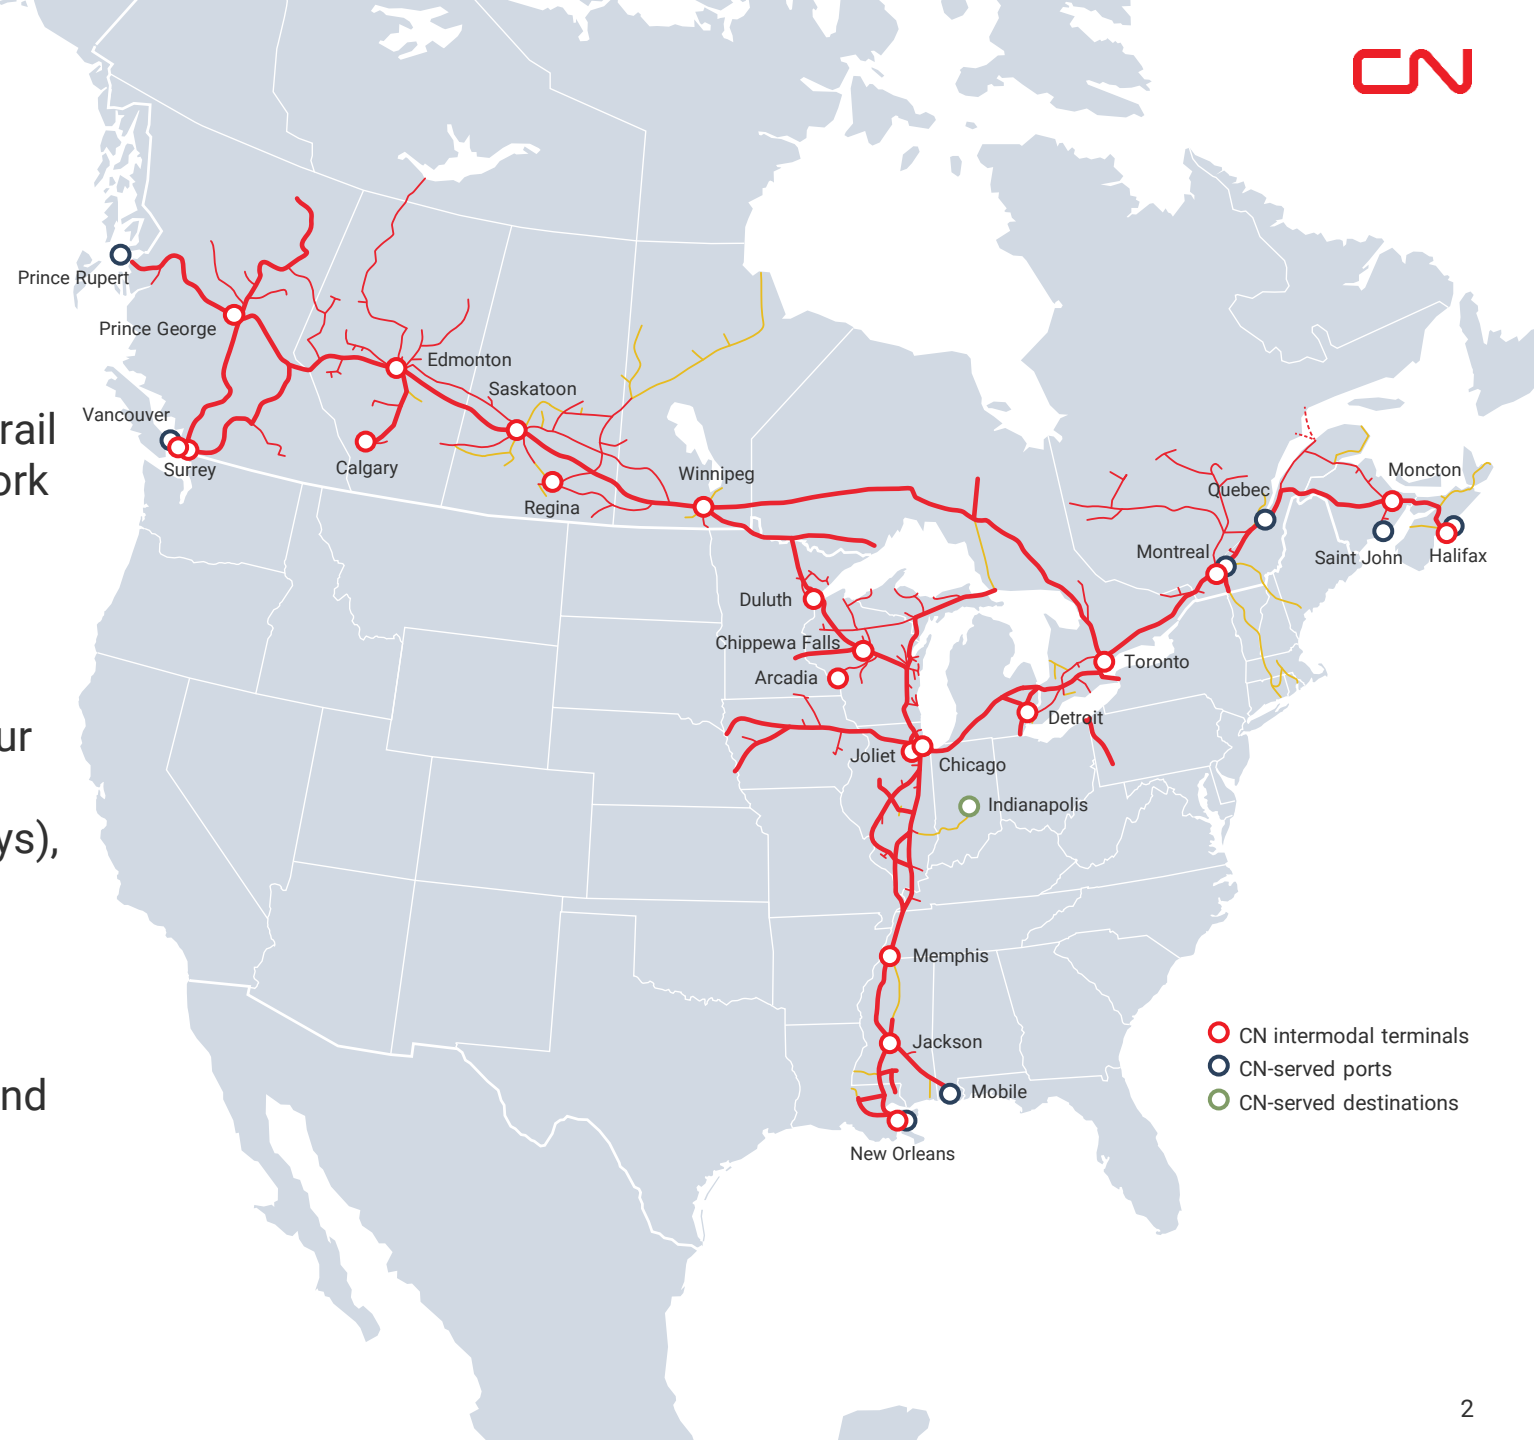 CN
Prince Rupert
Prince George
Edmonton
Saskatoon
Vancouver
rail
Surrey
Calgary
Winnipeg
ork
Regina
Quebec
Moncton
Montreal
Saint John
Halifax
Duluth
Chippewa Falls
Toronto
Arcadia
Detroit
ur
Joliet
Chicago
Indianapolis
ys),
Memphis
CN intermodal terminals
Jackson
CN-served ports
nd
Mobile
CN-served destinations
New Orleans
2